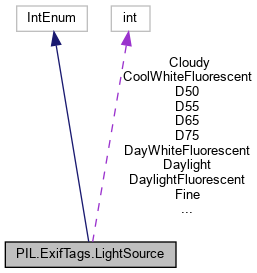 IntEnum
int
Cloudy
CoolWhiteFluorescent
D50
D55
D65
D75
DayWhiteFluorescent
Daylight
DaylightFluorescent
Fine
...
PIL.ExifTags.LightSource